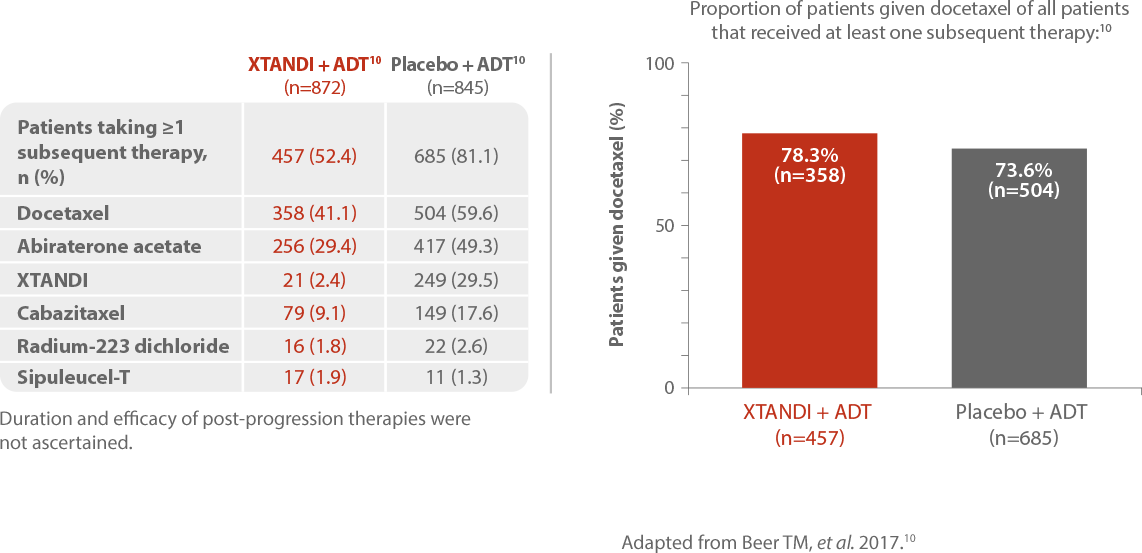 XTANDI + ADT¹⁰ Placebo + ADT¹⁰
(n=872) (n=845)
Patients taking ≥1
subsequent therapy,
n (%)
457 (52.4) 685 (81.1)
Docetaxel 358 (41.1) 504 (59.6)
Abiraterone acetate 256 (29.4) 417 (49.3)
XTANDI 21 (2.4) 249 (29.5)
Cabazitaxel 79 (9.1) 149 (17.6)
Radium-223 dichloride 16 (1.8) 22 (2.6)
Sipuleucel-T 17 (1.9) 11 (1.3)
Duration and efficacy of post-progression therapies were
not ascertained.
Proportion of patients given docetaxel of all patients
that received at least one subsequent therapy:¹⁰
Patients given docetaxel (%)
100
50
0
78.3%
(n=358)
73.6%
(n=504)
XTANDI + ADT
(n=457)
Placebo + ADT
(n=685)
Adapted from Beer TM, et al. 2017.¹⁰